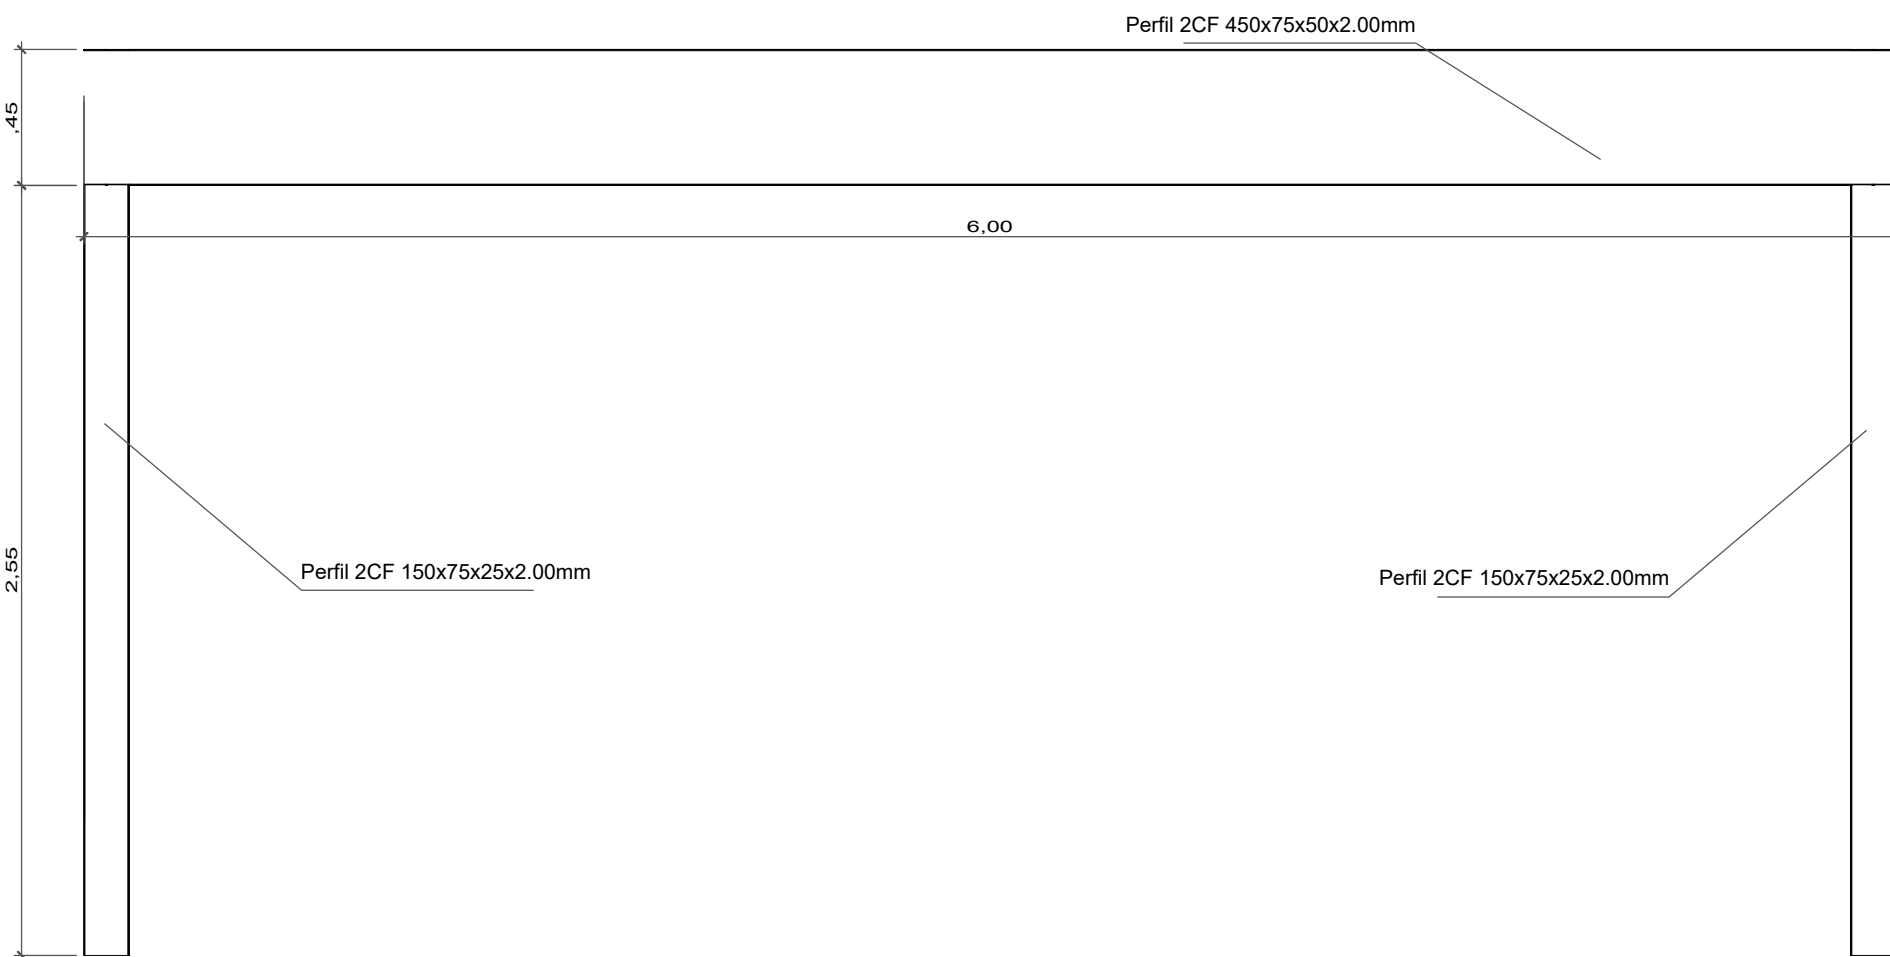 Perfil 2CF 450x75x50x2.00mm
,45
6,00
2,55
Perfil 2CF 150x75x25x2.00mm
Perfil 2CF 150x75x25x2.00mm